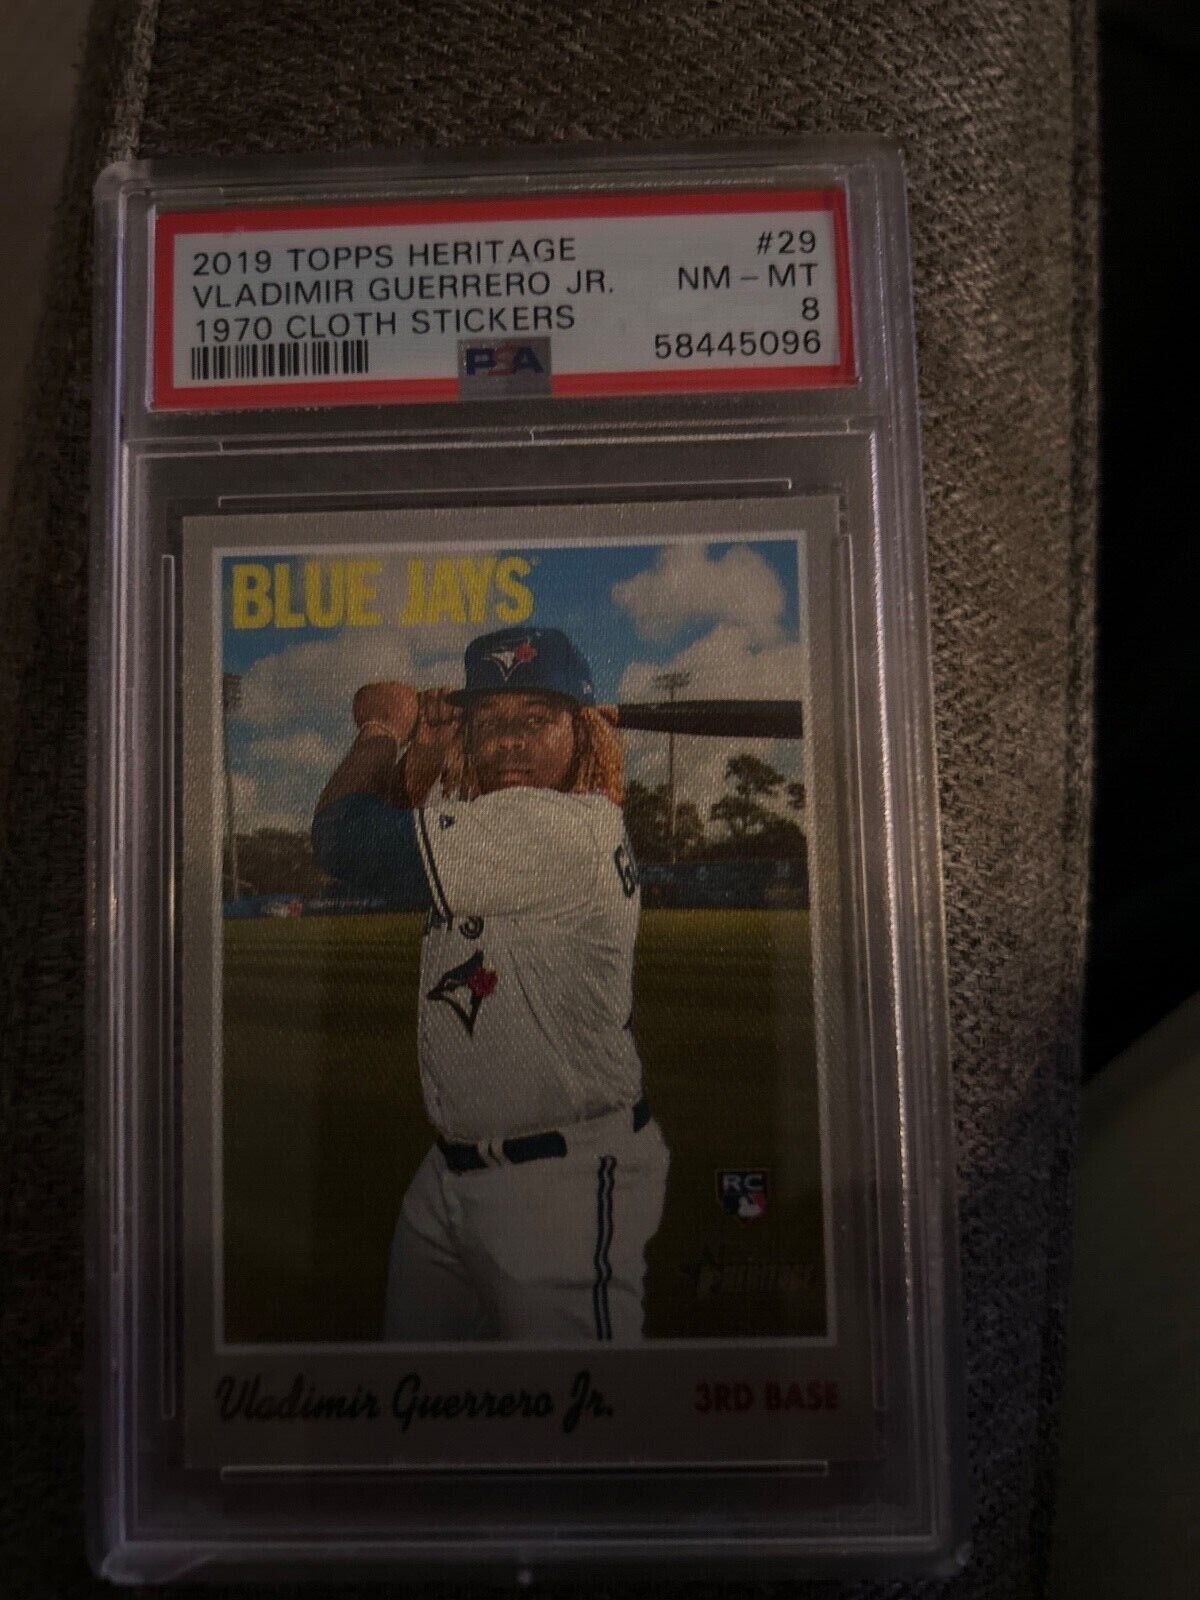 2019 TOPPS HERITAGE #29
VLADIMIR GUERRERO JR. NM - MT
1970 CLOTH STICKERS 8
PSA 58445096
BLUE JAYS
RC
Heritage
Vladimir Guerrero Jr. 3RD BASE